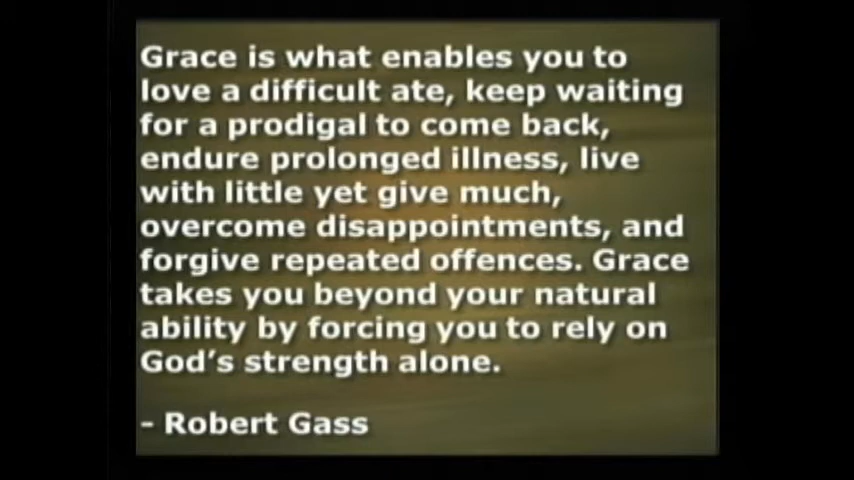 Grace is what enables you to
love a difficult ate, keep waiting
for a prodigal to come back,
endure prolonged illness, live
with little yet give much,
overcome disappointments, and
forgive repeated offences. Grace
takes you beyond your natural
ability by forcing you to rely on
God’s strength alone.
- Robert Gass